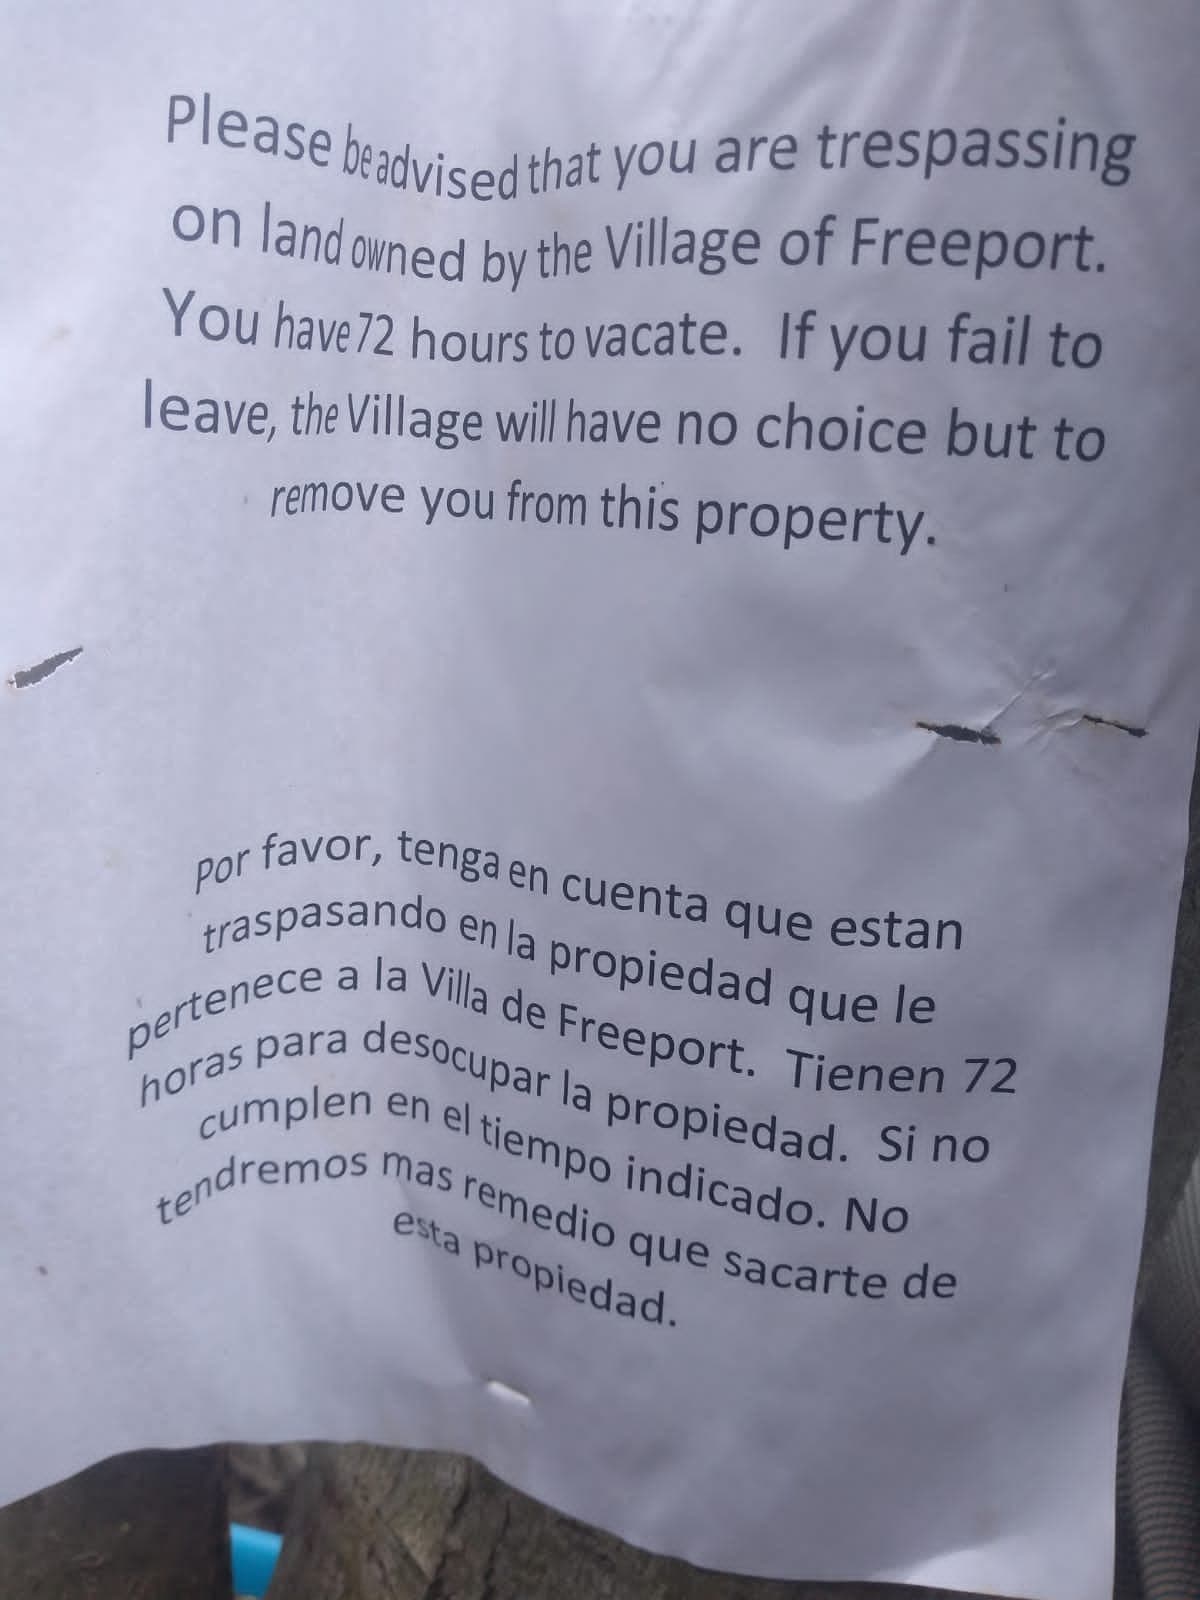 Please be advised that you are trespassing
on land owned by the Village of Freeport.
You have 72 hours to vacate. If you fail to
leave, the Village will have no choice but to
remove you from this property.
Por favor, tenga en cuenta que estan
traspasando en la propiedad que le
pertenece a la Villa de Freeport. Tienen 72
horas para desocupar la propiedad. Si no
cumplen en el tiempo indicado. No
tendremos mas remedio que sacarte de
esta propiedad.